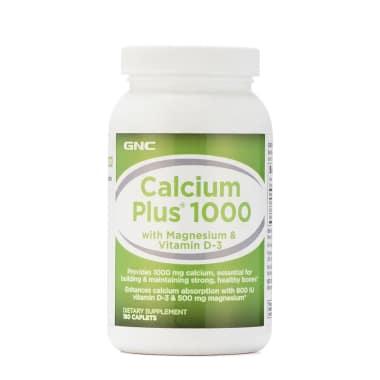 GNC
Calcium
Plus® 1000
with Magnesium &
Vitamin D-3
Provides 1000 mg calcium, essential for
building & maintaining strong, healthy bones*
Enhances calcium absorption with 800 IU
vitamin D-3 & 500 mg magnesium*
DIETARY SUPPLEMENT
180 CAPLETS